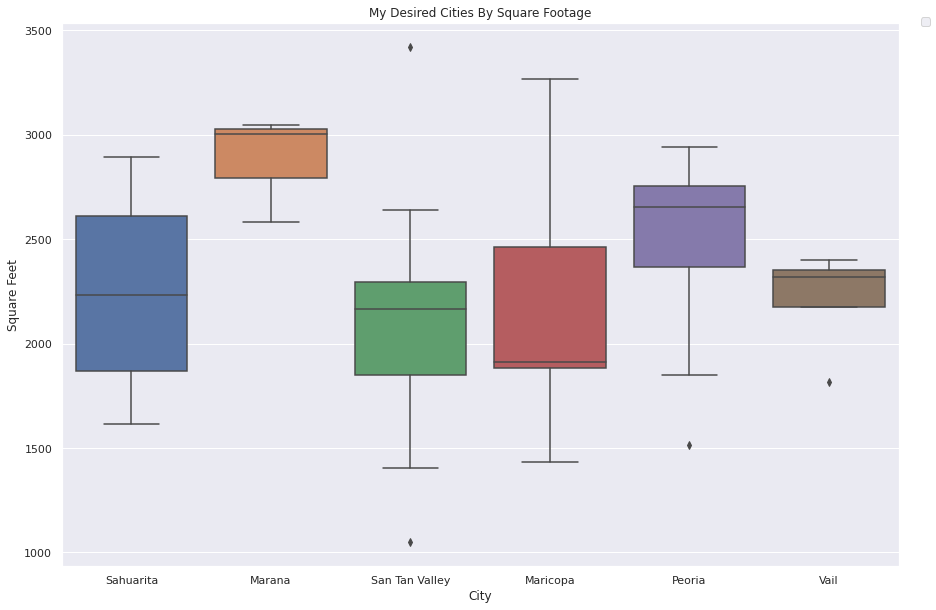 My Desired Cities By Square Footage
3500
3000
2500
2000
1500
1000
Square Feet
Sahuarita Marana San Tan Valley Maricopa Peoria Vail
City